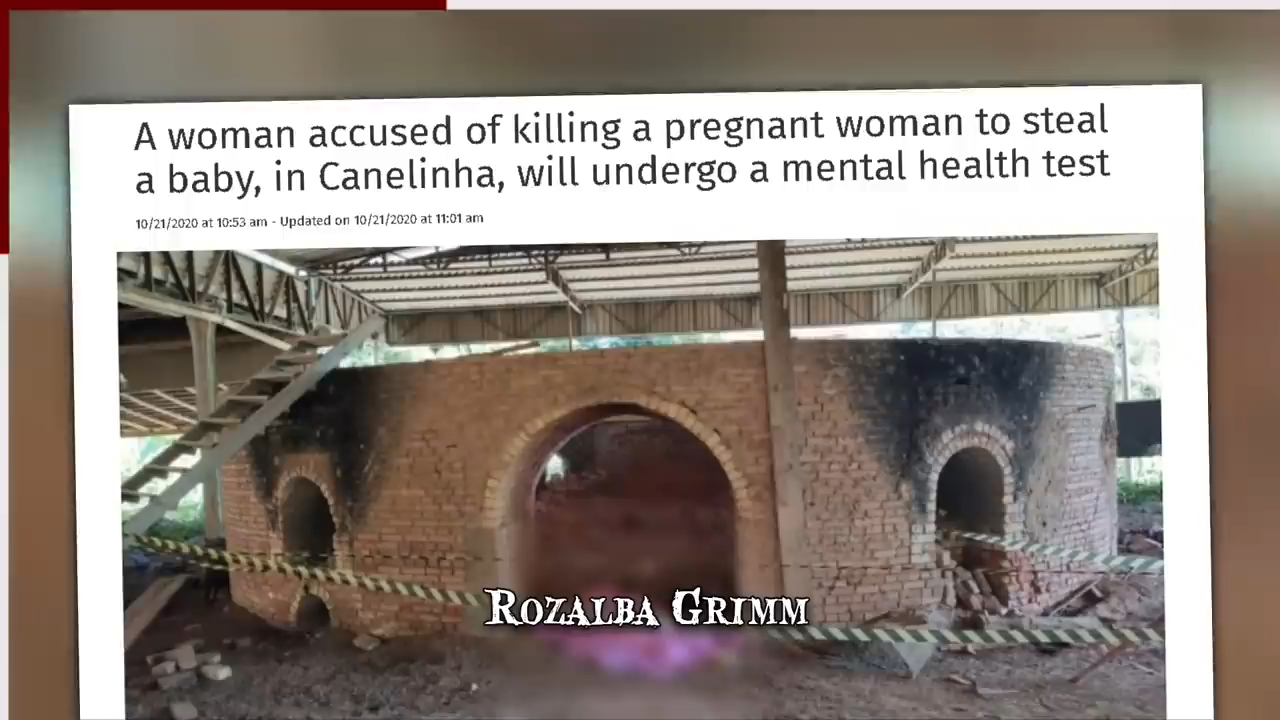 A woman accused of killing a pregnant woman to steal
a baby, in Canelinha, will undergo a mental health test
10/21/2020 at 10:53 am - Updated on 10/21/2020 at 11:01 am
ROZALBA GRIMM